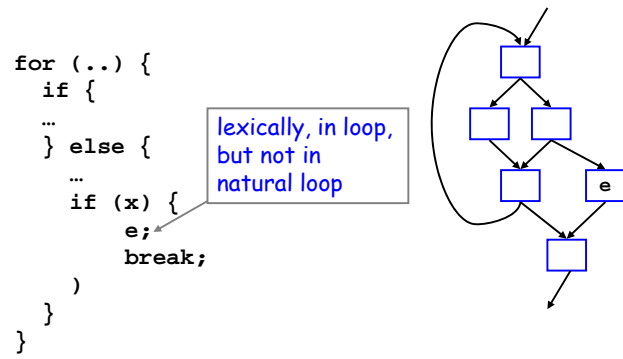 for (..) {
if {
…
} else {
…
if (x) {
e;
break;
)
}
}
lexically, in loop,
but not in
natural loop
e